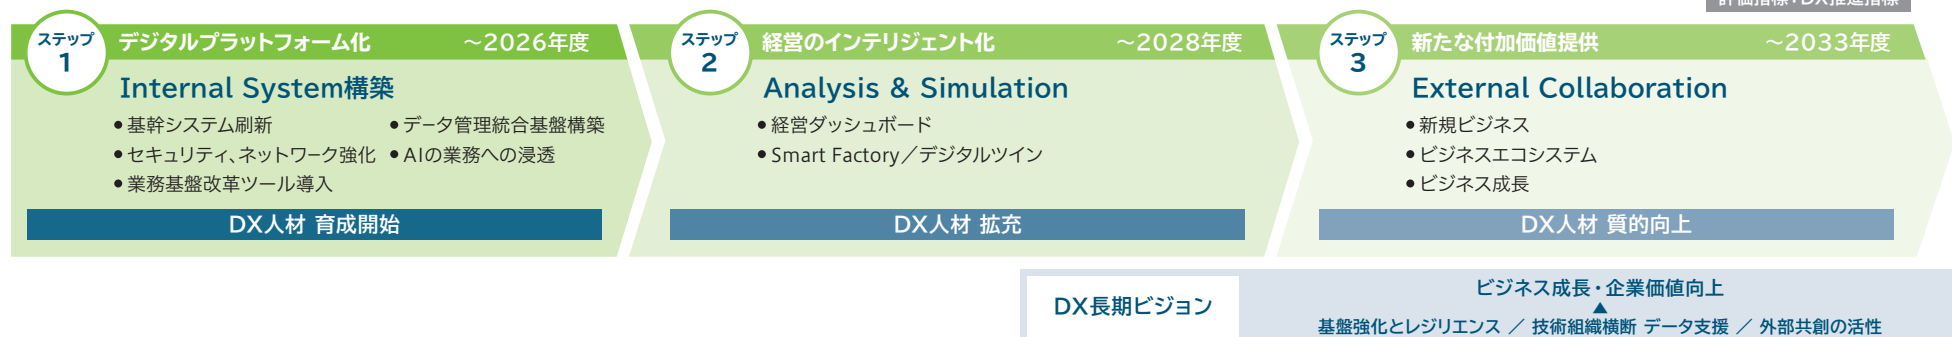 評価指標・DX推進指標
ステップ
1
デジタルプラットフォーム化 ～2026年度
Internal System構築
●基幹システム刷新
●セキュリティ、ネットワーク強化
●業務基盤改革ツール導入
●データ管理統合基盤構築
●AIの業務への浸透
DX人材 育成開始
ステップ
2
経営のインテリジェント化 ～2028年度
Analysis & Simulation
●経営ダッシュボード
●Smart Factory／デジタルツイン
DX人材 拡充
ステップ
3
新たな付加価値提供 ～2033年度
External Collaboration
●新規ビジネス
●ビジネスエコシステム
●ビジネス成長
DX人材 質的向上
DX長期ビジョン
ビジネス成長・企業価値向上
▲
基盤強化とレジリエンス ／ 技術組織横断 データ支援 ／ 外部共創の活性